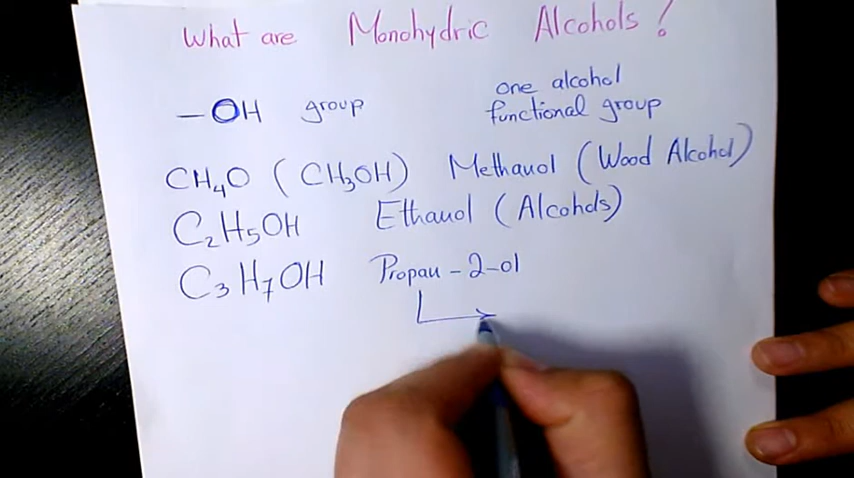 What are Monohydric Alcohols!
-OH group one alcohol
functional group
CH4O (CH3OH) Methanol (Wood Alcohol)
C2H5OH Ethanol (Alcohols)
C3H7OH Propan-2-ol